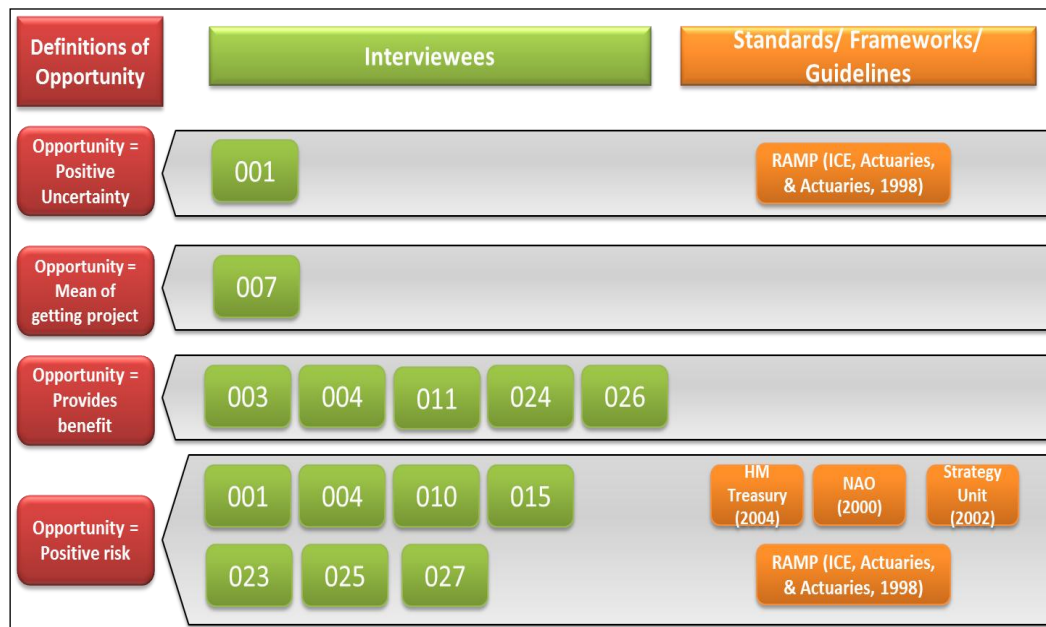 Definitions of
Opportunity
Interviewees
Standards/ Frameworks/
Guidelines
Opportunity =
Positive
Uncertainty
001
RAMP (ICE, Actuaries,
& Actuaries, 1998)
Opportunity =
Mean of
getting project
007
Opportunity =
Provides
benefit
003 004 011 024 026
Opportunity =
Positive risk
001 004 010 015
HM
Treasury
(2004)
NAO
(2000)
Strategy
Unit
(2002)
023 025 027
RAMP (ICE, Actuaries,
& Actuaries, 1998)